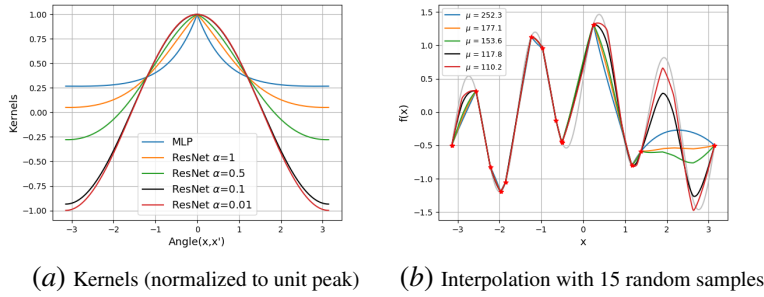 1.00
0.75
0.50
0.25
0.00
−0.25
−0.50
−0.75
−1.00
Kernels
MLP
ResNet α=1
ResNet α=0.5
ResNet α=0.1
ResNet α=0.01
−3 −2 −1 0 1 2 3
Angle(x,x')
(a) Kernels (normalized to unit peak)
1.5
1.0
0.5
0.0
−0.5
−1.0
−1.5
f(x)
μ = 252.3
μ = 177.1
μ = 153.6
μ = 117.8
μ = 110.2
−3 −2 −1 0 1 2 3
x
(b) Interpolation with 15 random samples